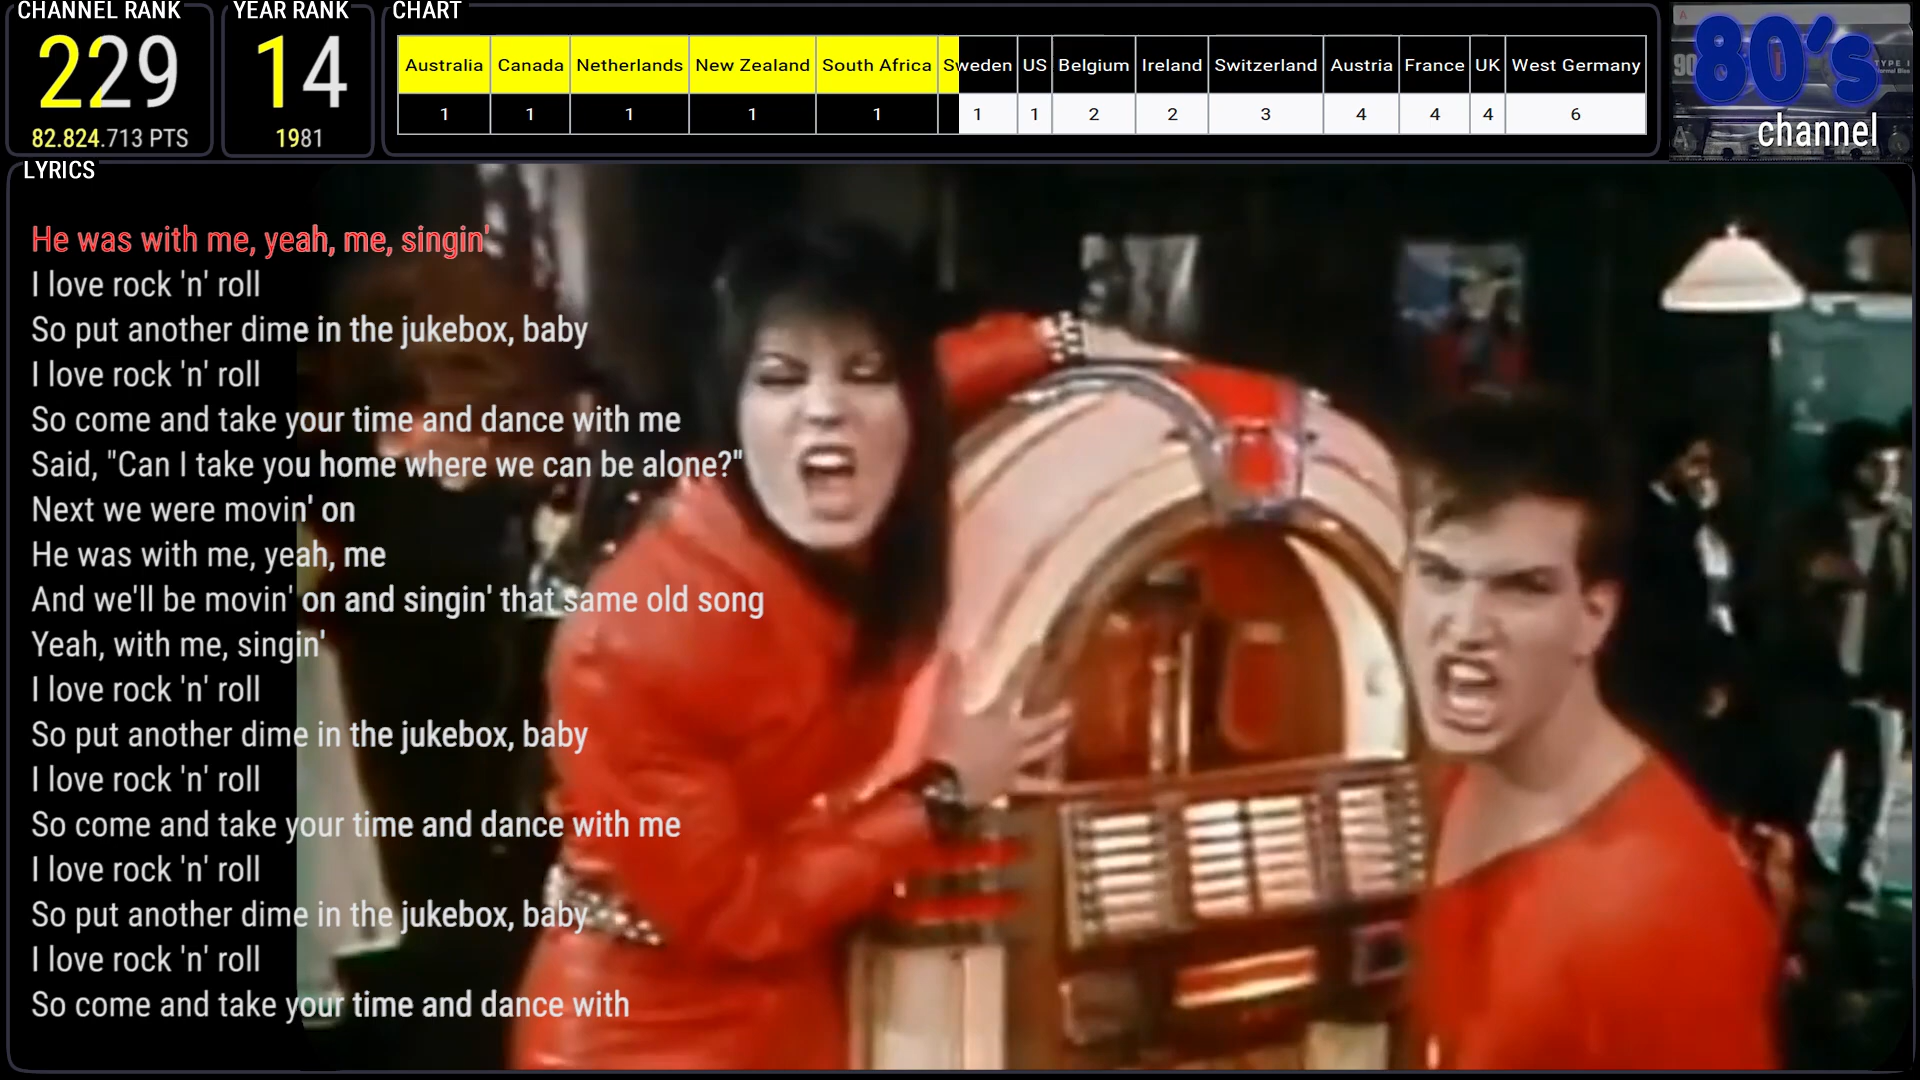 CHANNEL RANK
229
82.824.713 PTS
YEAR RANK
14
1981
CHART
Australia Canada Netherlands New Zealand South Africa Sweden US Belgium Ireland Switzerland Austria France UK West Germany
1 1 1 1 1 1 1 2 2 3 4 4 4 6
A
90
TYPE I
80's
channel
LYRICS
He was with me, yeah, me, singin'
I love rock 'n' roll
So put another dime in the jukebox, baby
I love rock 'n' roll
So come and take your time and dance with me
Said, "Can I take you home where we can be alone?"
Next we were movin' on
He was with me, yeah, me
And we'll be movin' on and singin' that same old song
Yeah, with me, singin'
I love rock 'n' roll
So put another dime in the jukebox, baby
I love rock 'n' roll
So come and take your time and dance with me
I love rock 'n' roll
So put another dime in the jukebox, baby
I love rock 'n' roll
So come and take your time and dance with